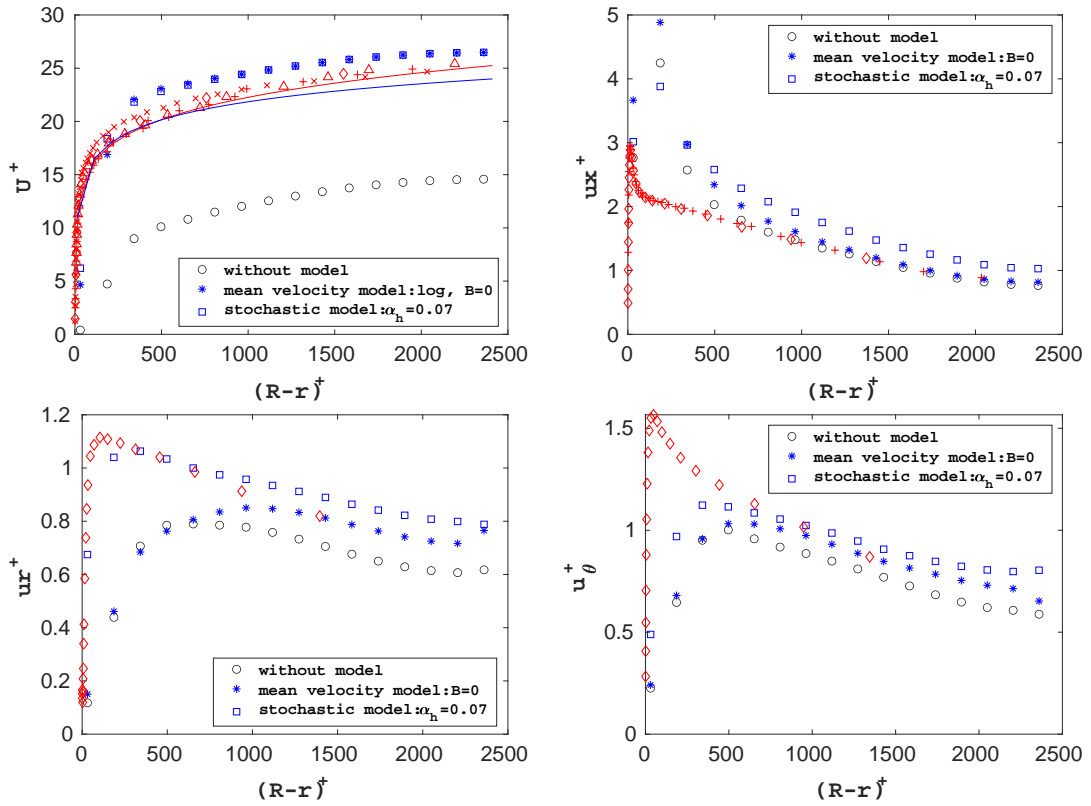 30
25
20
15
10
5
0
U+
without model
mean velocity model:log, B=0
stochastic model:αh=0.07
0 500 1000 1500 2000 2500
(R-r)+
5
4
3
2
1
0
ux+
without model
mean velocity model:B=0
stochastic model:αh=0.07
0 500 1000 1500 2000 2500
(R-r)+
1.2
1
0.8
0.6
0.4
0.2
0
ur+
without model
mean velocity model:B=0
stochastic model:αh=0.07
0 500 1000 1500 2000 2500
(R-r)+
1.5
1
0.5
0
u+θ
without model
mean velocity model:B=0
stochastic model:αh=0.07
0 500 1000 1500 2000 2500
(R-r)+